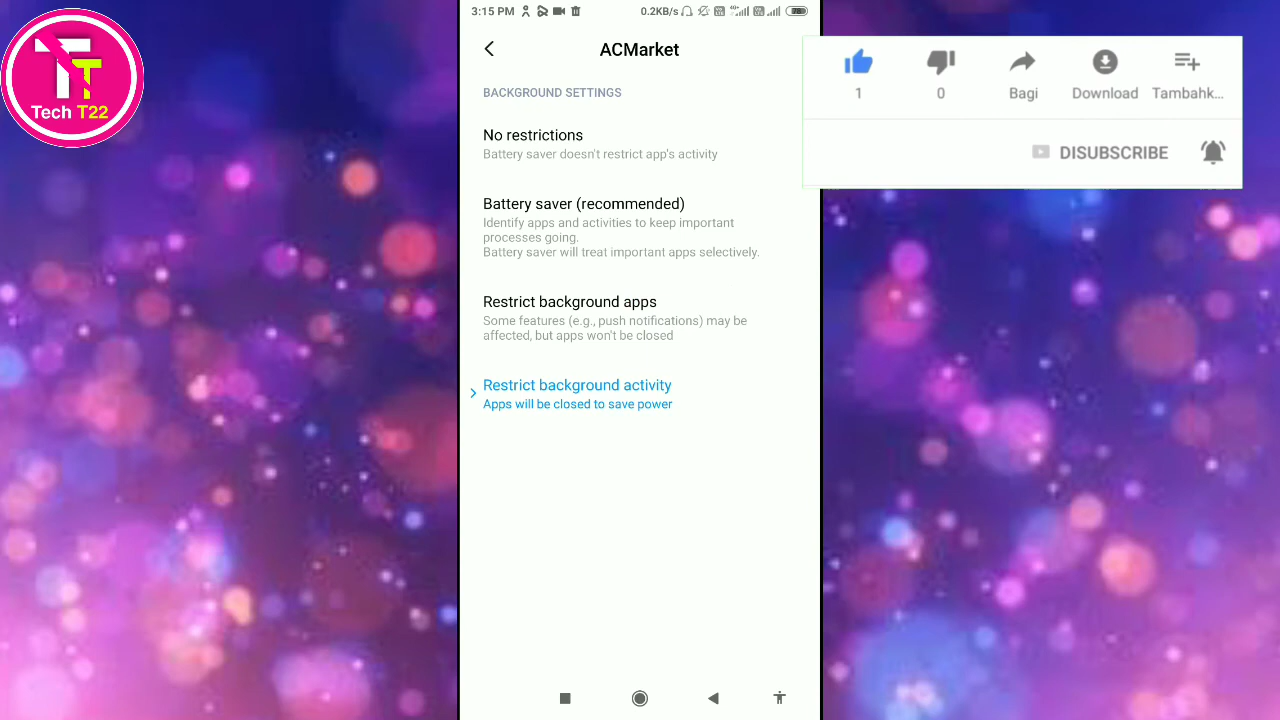 TT
Tech T22
3:15 PM
0.2KB/s
78
ACMarket
BACKGROUND SETTINGS
No restrictions
Battery saver doesn't restrict app's activity
Battery saver (recommended)
Identify apps and activities to keep important
processes going.
Battery saver will treat important apps selectively.
Restrict background apps
Some features (e.g., push notifications) may be
affected, but apps won't be closed
Restrict background activity
Apps will be closed to save power
1
0
Bagi
Download
Tambahk...
DISUBSCRIBE